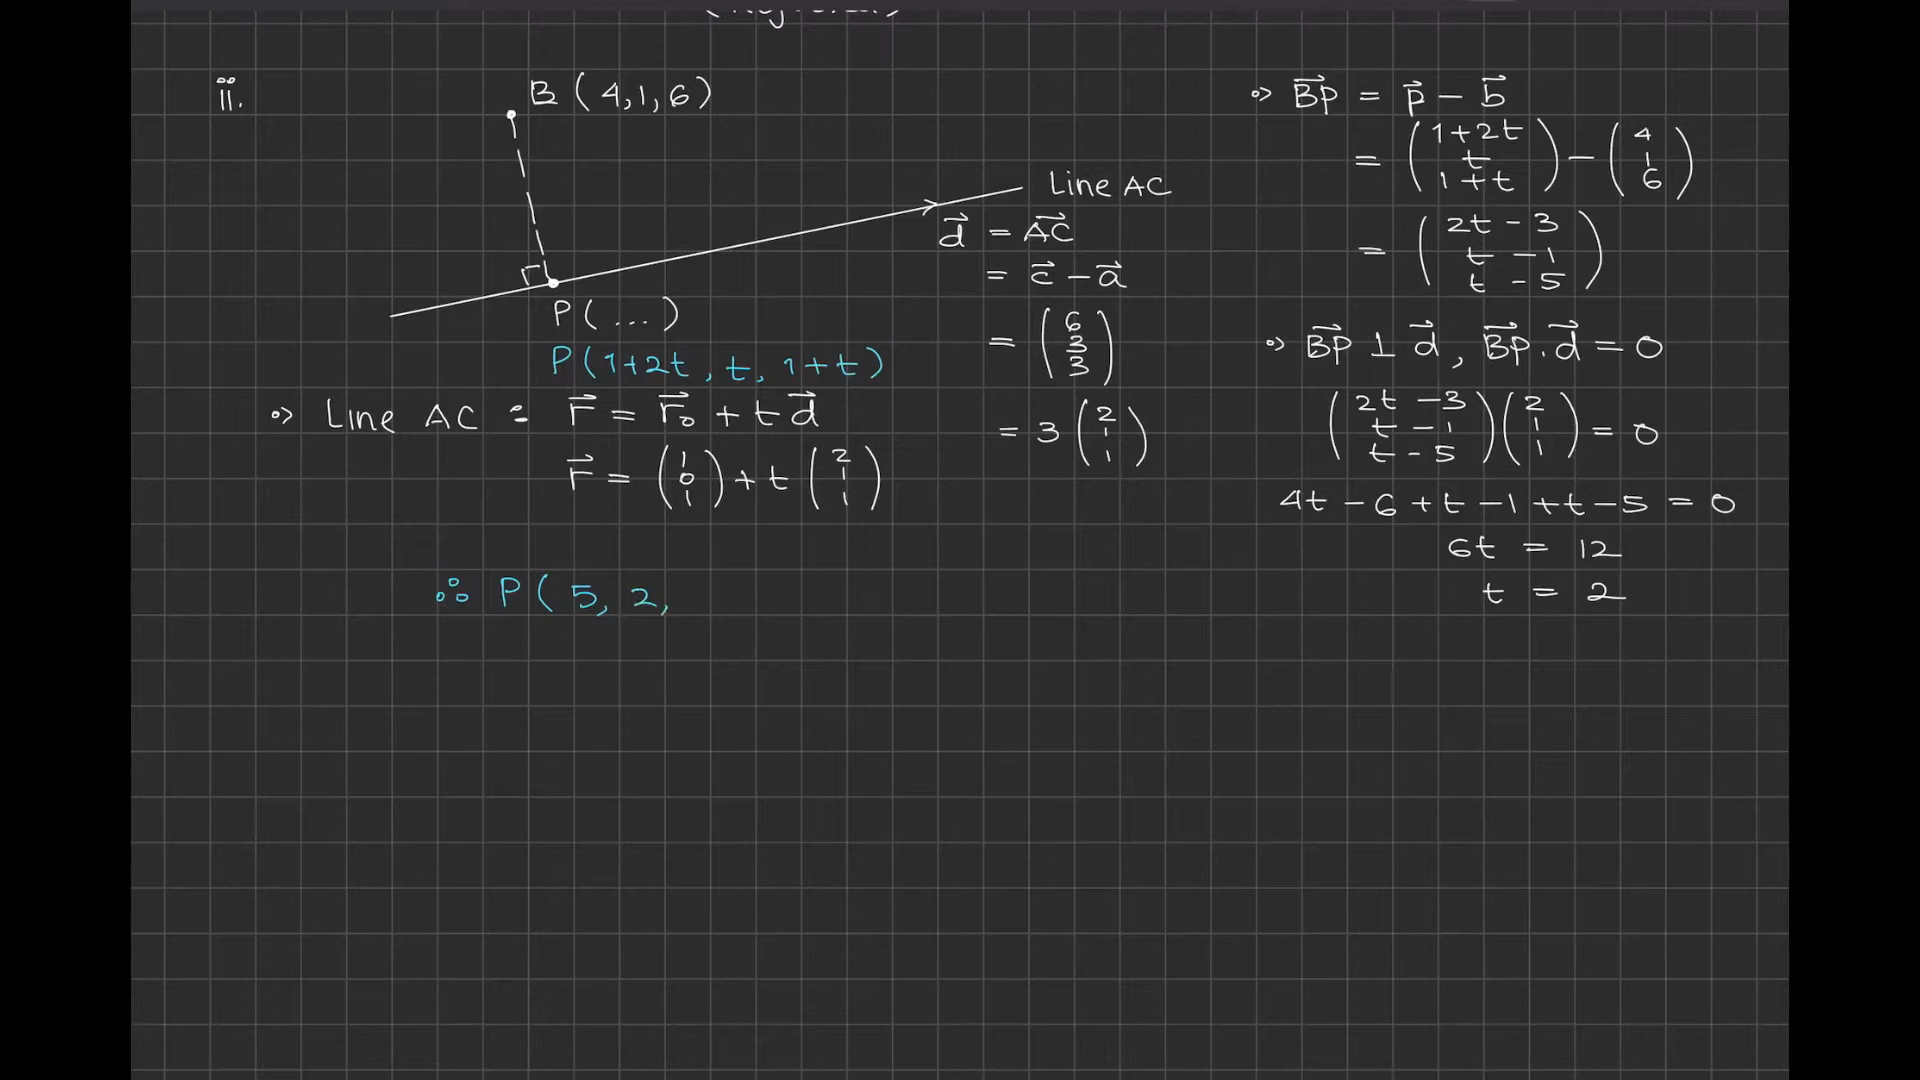 ii.
B ( 4,1,6 )
Line AC
d⃗ = AC⃗
= c⃗ - a⃗
= ( 6 3 3 )
= 3 ( 2 1 1 )
P ( ... )
P ( 1+2t , t , 1+t )
•> Line AC : r⃗ = r⃗₀ + t d⃗
r⃗ = ( 1 0 1 ) + t ( 2 1 1 )
∴ P ( 5, 2,
•> BP⃗ = p⃗ - b⃗
= ( 1+2t t 1+t ) - ( 4 1 6 )
= ( 2t - 3 t - 1 t - 5 )
•> BP⃗ ⊥ d⃗ , BP⃗ . d⃗ = 0
( 2t - 3 t - 1 t - 5 ) ( 2 1 1 ) = 0
4t - 6 + t - 1 + t - 5 = 0
6t = 12
t = 2